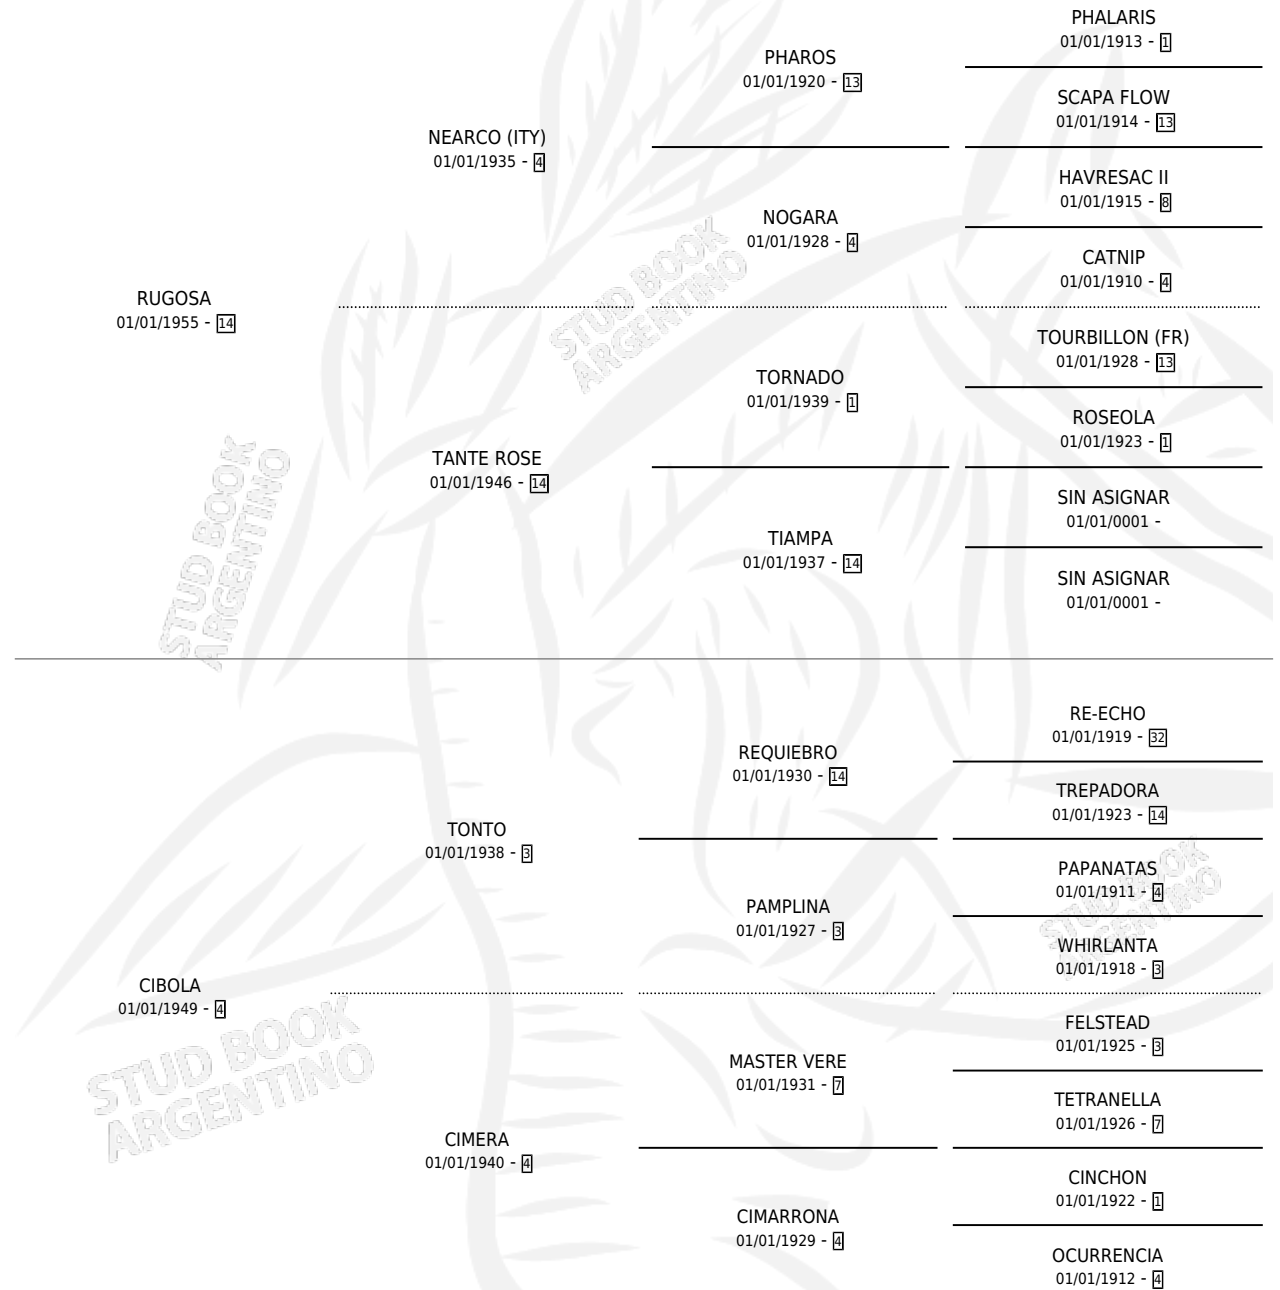 PHALARIS
01/01/1913 - 1
PHAROS
01/01/1920 - 13
SCAPA FLOW
01/01/1914 - 13
NEARCO (ITY)
01/01/1935 - 4
HAVRESAC II
01/01/1915 - 8
NOGARA
01/01/1928 - 4
CATNIP
01/01/1910 - 4
RUGOSA
01/01/1955 - 14
STUD BOOK
ARGENTINO
TOURBILLON (FR)
01/01/1928 - 13
TORNADO
01/01/1939 - 1
ROSEOLA
01/01/1923 - 1
TANTE ROSE
01/01/1946 - 14
SIN ASIGNAR
01/01/0001 -
TIAMPA
01/01/1937 - 14
SIN ASIGNAR
01/01/0001 -
STUD BOOK
ARGENTINO
RE-ECHO
01/01/1919 - 32
REQUIEBRO
01/01/1930 - 14
TREPADORA
01/01/1923 - 14
TONTO
01/01/1938 - 3
PAPANATAS
01/01/1911 - 4
PAMPLINA
01/01/1927 - 3
STUD BOOK
ARGENTINO
WHIRLANTA
01/01/1918 - 3
CIBOLA
01/01/1949 - 4
FELSTEAD
01/01/1925 - 3
STUD BOOK
ARGENTINO
MASTER VERE
01/01/1931 - 7
TETRANELLA
01/01/1926 - 7
CIMERA
01/01/1940 - 4
CINCHON
01/01/1922 - 1
CIMARRONA
01/01/1929 - 4
OCURRENCIA
01/01/1912 - 4